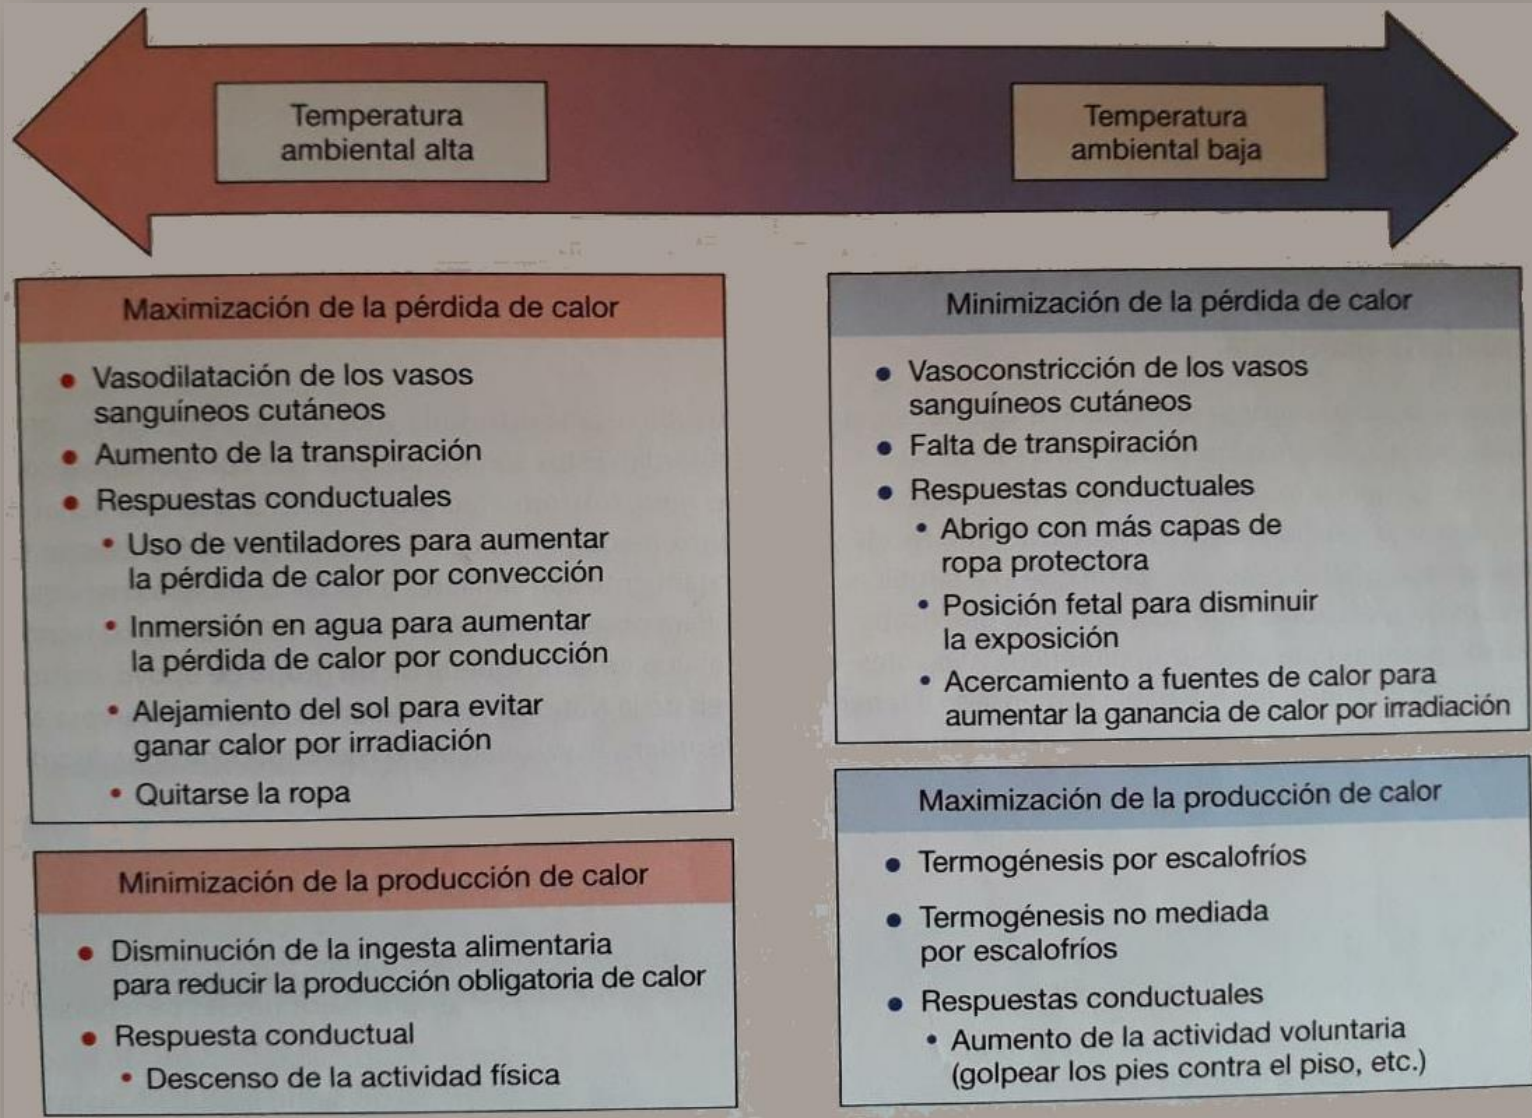 Temperatura
ambiental alta
Temperatura
ambiental baja
Maximización de la pérdida de calor
• Vasodilatación de los vasos
sanguíneos cutáneos
• Aumento de la transpiración
• Respuestas conductuales
• Uso de ventiladores para aumentar
la pérdida de calor por convección
• Inmersión en agua para aumentar
la pérdida de calor por conducción
• Alejamiento del sol para evitar
ganar calor por irradiación
• Quitarse la ropa
Minimización de la producción de calor
• Disminución de la ingesta alimentaria
para reducir la producción obligatoria de calor
• Respuesta conductual
• Descenso de la actividad física
Minimización de la pérdida de calor
• Vasoconstricción de los vasos
sanguíneos cutáneos
• Falta de transpiración
• Respuestas conductuales
• Abrigo con más capas de
ropa protectora
• Posición fetal para disminuir
la exposición
• Acercamiento a fuentes de calor para
aumentar la ganancia de calor por irradiación
Maximización de la producción de calor
• Termogénesis por escalofríos
• Termogénesis no mediada
por escalofríos
• Respuestas conductuales
• Aumento de la actividad voluntaria
(golpear los pies contra el piso, etc.)